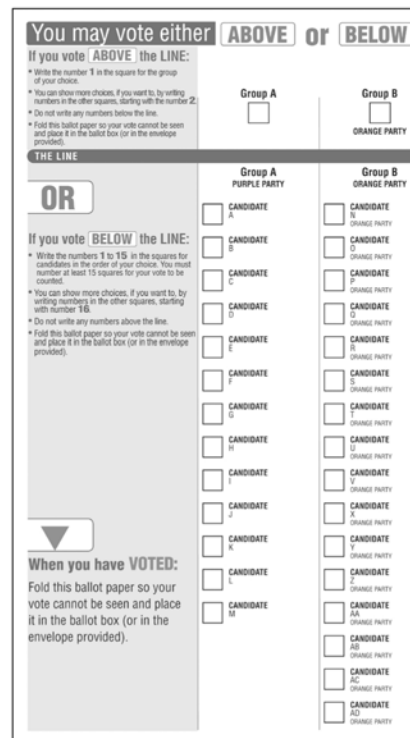 You may vote either ABOVE or BELOW
If you vote ABOVE the LINE:
• Write the number 1 in the square for the group
of your choice.
• You can show more choices, if you want to, by writing
numbers in the other squares, starting with the number 2.
• Do not write any numbers below the line.
• Fold this ballot paper so your vote cannot be seen
and place it in the ballot box (or in the envelope
provided).
Group A
Group B
ORANGE PARTY
THE LINE
OR
If you vote BELOW the LINE:
• Write the numbers 1 to 15 in the squares for
candidates in the order of your choice. You must
number at least 15 squares for your vote to be
counted.
• You can show more choices, if you want to, by
writing numbers in the other squares, starting
with number 16.
• Do not write any numbers above the line.
• Fold this ballot paper so your vote cannot be seen
and place it in the ballot box (or in the envelope
provided).
When you have VOTED:
Fold this ballot paper so your
vote cannot be seen and place
it in the ballot box (or in the
envelope provided).
Group A
PURPLE PARTY
CANDIDATE
A
CANDIDATE
B
CANDIDATE
C
CANDIDATE
D
CANDIDATE
E
CANDIDATE
F
CANDIDATE
G
CANDIDATE
H
CANDIDATE
I
CANDIDATE
J
CANDIDATE
K
CANDIDATE
L
CANDIDATE
M
Group B
ORANGE PARTY
CANDIDATE
N
ORANGE PARTY
CANDIDATE
O
ORANGE PARTY
CANDIDATE
P
ORANGE PARTY
CANDIDATE
Q
ORANGE PARTY
CANDIDATE
R
ORANGE PARTY
CANDIDATE
S
ORANGE PARTY
CANDIDATE
T
ORANGE PARTY
CANDIDATE
U
ORANGE PARTY
CANDIDATE
V
ORANGE PARTY
CANDIDATE
X
ORANGE PARTY
CANDIDATE
Y
ORANGE PARTY
CANDIDATE
Z
ORANGE PARTY
CANDIDATE
AA
ORANGE PARTY
CANDIDATE
AB
ORANGE PARTY
CANDIDATE
AC
ORANGE PARTY
CANDIDATE
AD
ORANGE PARTY